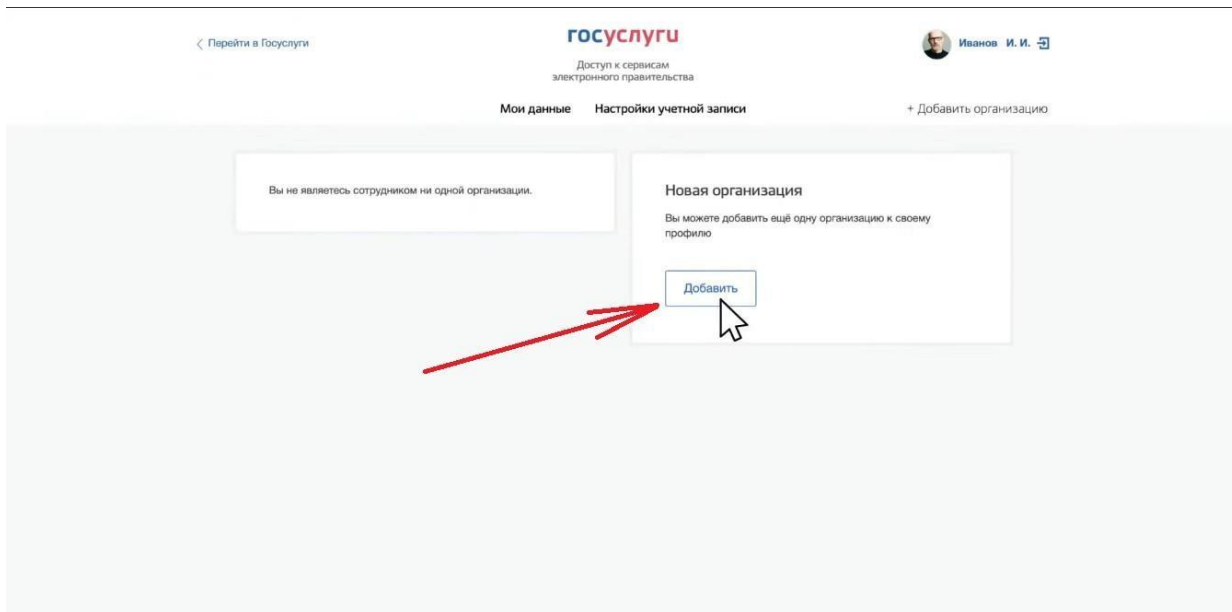 Перейти в Госуслуги
госуслуги
Иванов И. И.
Доступ к сервисам
электронного правительства
Мои данные Настройки учетной записи + Добавить организацию
Вы не являетесь сотрудником ни одной организации.
Новая организация
Вы можете добавить ещё одну организацию к своему
профилю
Добавить